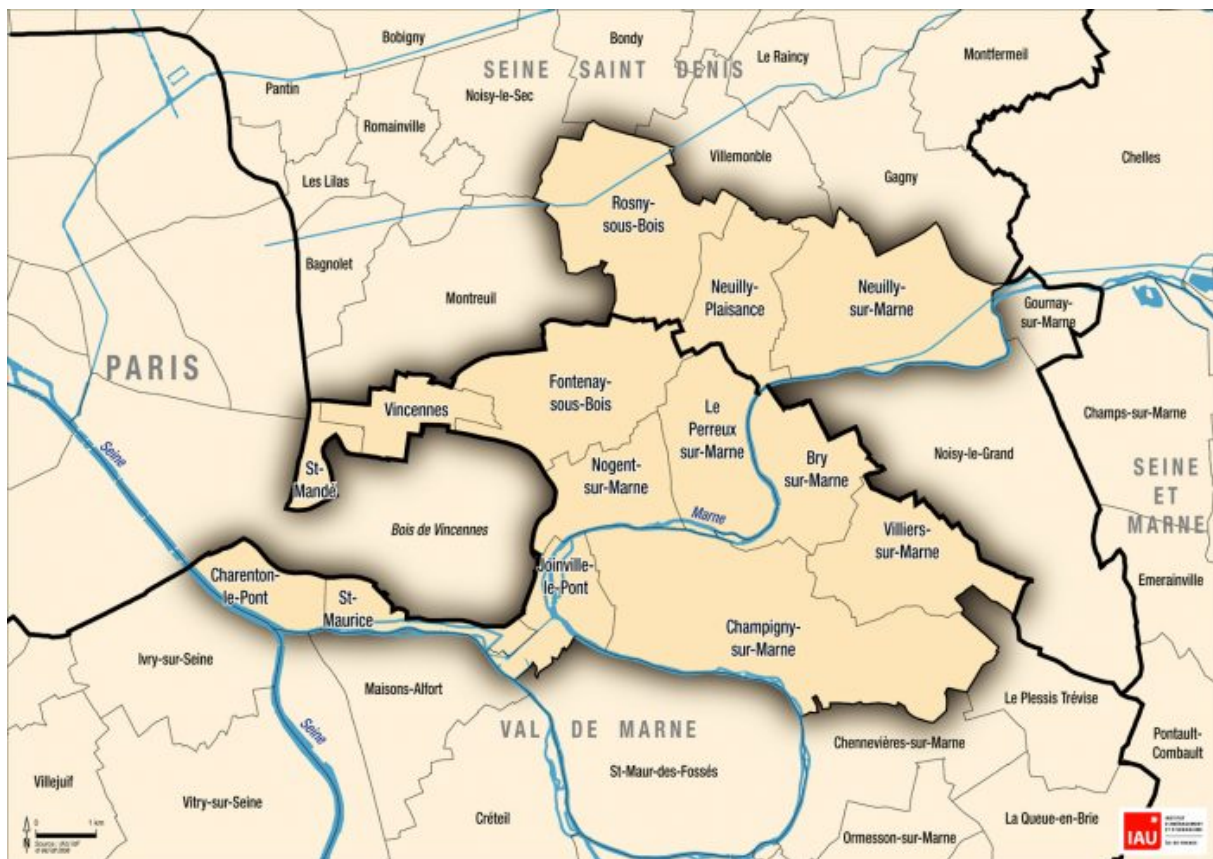 Bobigny
Bondy
Le Raincy
Montfermeil
SEINE SAINT DENIS
Pantin
Noisy-le-Sec
Romainville
Villemonble
Chelles
Gagny
Les Lilas
Rosny-
sous-Bois
Bagnolet
Montreuil
Neuilly-
Plaisance
Neuilly-
sur-Marne
Gournay-
sur-Marne
PARIS
Fontenay-
sous-Bois
Vincennes
Le
Perreux
sur-Marne
Champs-sur-Marne
Seine
St-
Mandé
Nogent-
sur-Marne
Bry
sur-Marne
Noisy-le-Grand
SEINE
ET
MARNE
Bois de Vincennes
Marne
Villiers-
sur-Marne
Charenton-
le-Pont
St-
Maurice
Joinville-
le-Pont
Emerainville
Champigny-
sur-Marne
Ivry-sur-Seine
Maisons-Alfort
Le Plessis Trévise
Seine
VAL DE MARNE
Chennevières-sur-Marne
Pontault-
Combault
St-Maur-des-Fossés
Villejuif
Vitry-sur-Seine
Créteil
La Queue-en-Brie
Ormesson-sur-Marne
0 1 km
N
IAU